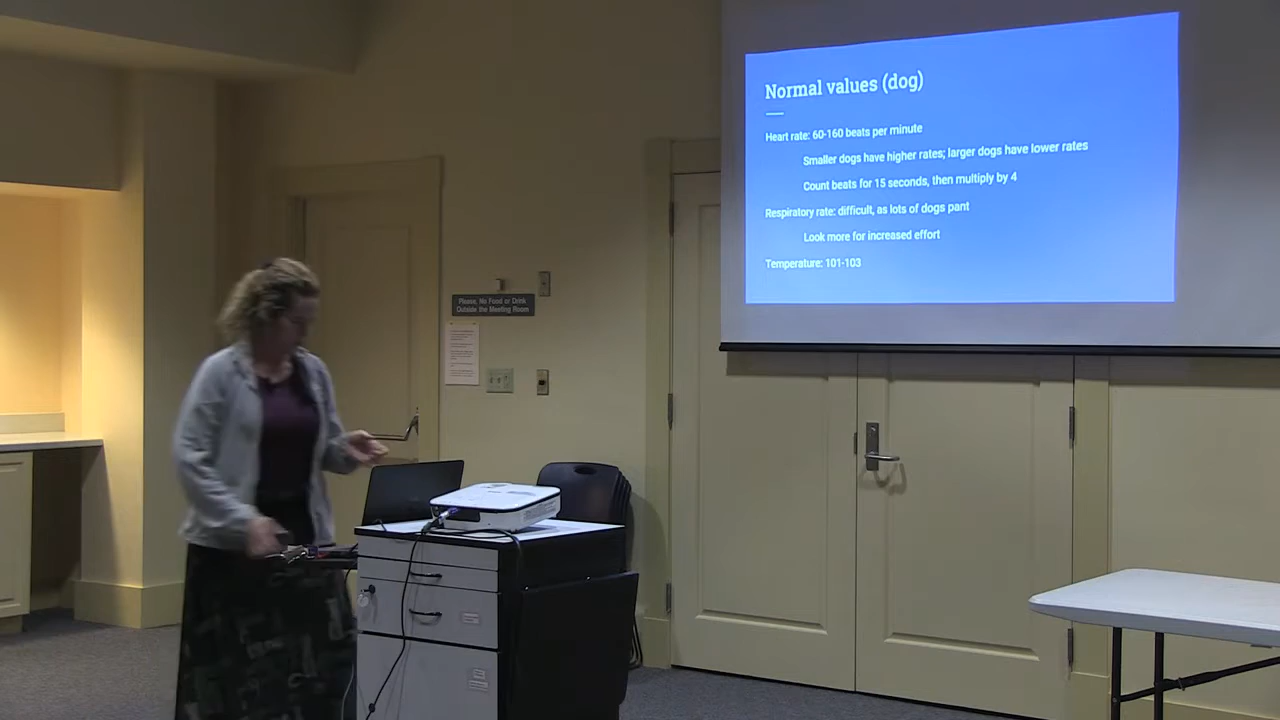 Normal values (dog)
Heart rate: 60-160 beats per minute
Smaller dogs have higher rates; larger dogs have lower rates
Count beats for 15 seconds, then multiply by 4
Respiratory rate: difficult, as lots of dogs pant
Look more for increased effort
Temperature: 101-103
Please, No Food or Drink
Outside the Meeting Room